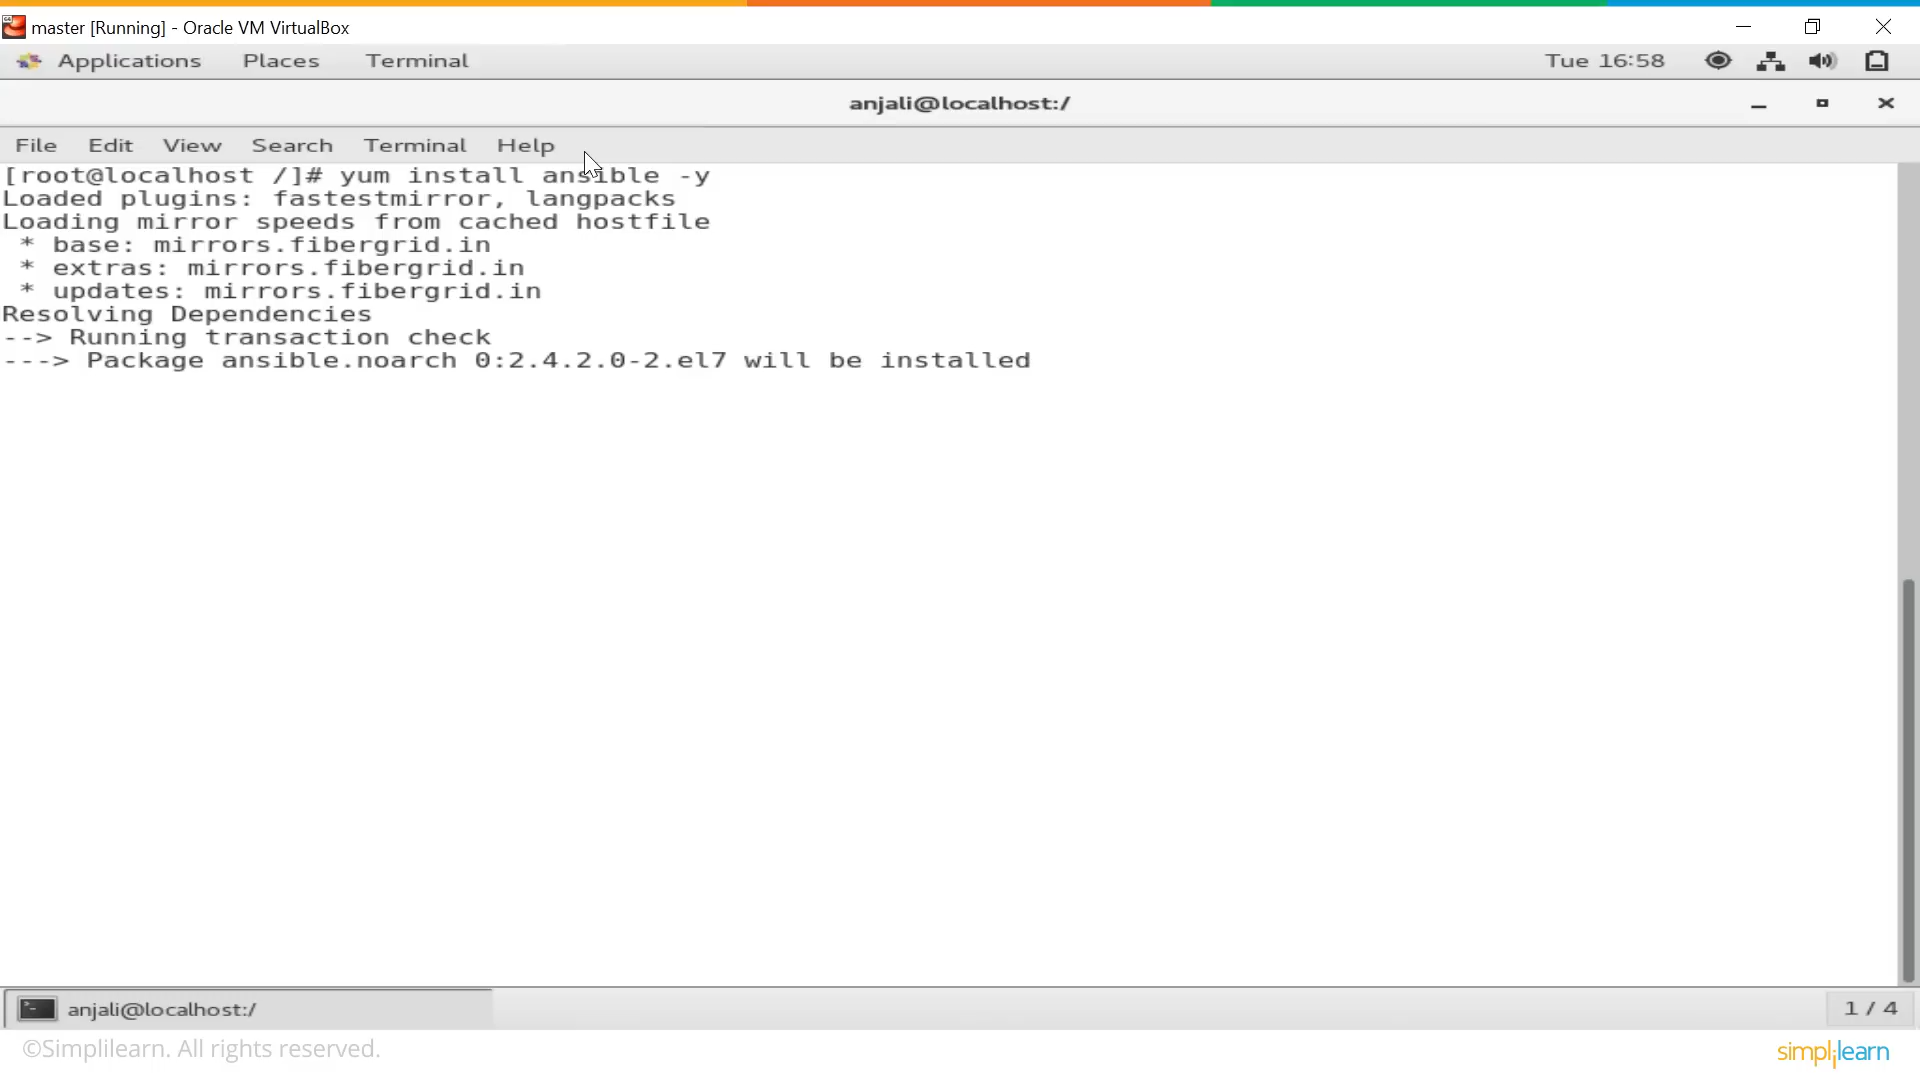 master [Running] - Oracle VM VirtualBox
Applications Places Terminal Tue 16:58
anjali@localhost:/
File Edit View Search Terminal Help
[root@localhost /]# yum install ansible -y
Loaded plugins: fastestmirror, langpacks
Loading mirror speeds from cached hostfile
 * base: mirrors.fibergrid.in
 * extras: mirrors.fibergrid.in
 * updates: mirrors.fibergrid.in
Resolving Dependencies
--> Running transaction check
---> Package ansible.noarch 0:2.4.2.0-2.el7 will be installed
anjali@localhost:/ 1 / 4
©Simplilearn. All rights reserved. simplilearn